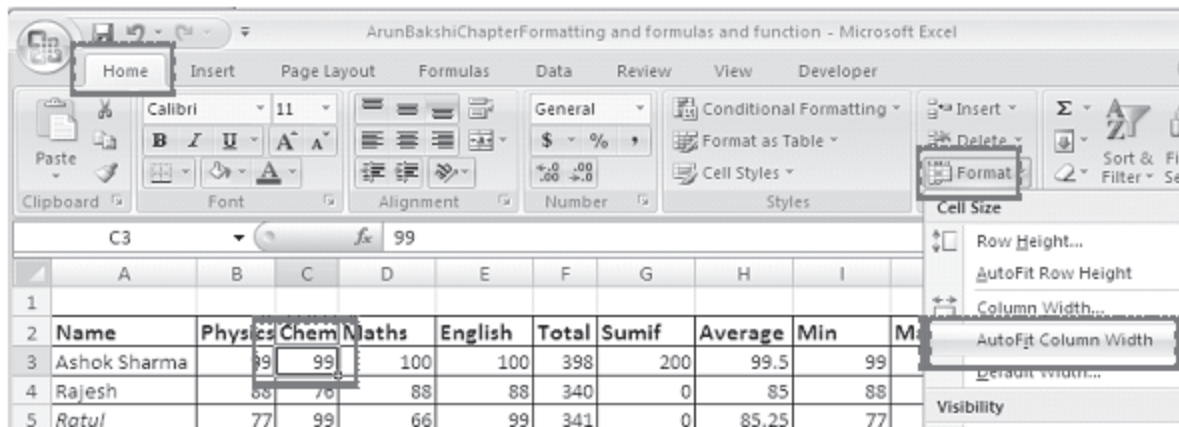 ArunBakshiChapterFormatting and formulas and function - Microsoft Excel
Home Insert Page Layout Formulas Data Review View Developer
Calibri 11 General Conditional Formatting Insert Σ
Paste B I U A A $ % , Format as Table Delete
A Cell Styles Format Sort & Filter
Clipboard Font Alignment Number Styles
Cell Size
C3 fx 99
Row Height...
AutoFit Row Height
Column Width...
AutoFit Column Width
Default Width...
Visibility
A B C D E F G H I
1
2 Name Physics Chem Maths English Total Sumif Average Min
3 Ashok Sharma 99 99 100 100 398 200 99.5 99
4 Rajesh 88 76 88 88 340 0 85 88
5 Ratul 77 99 66 99 341 0 85.25 77